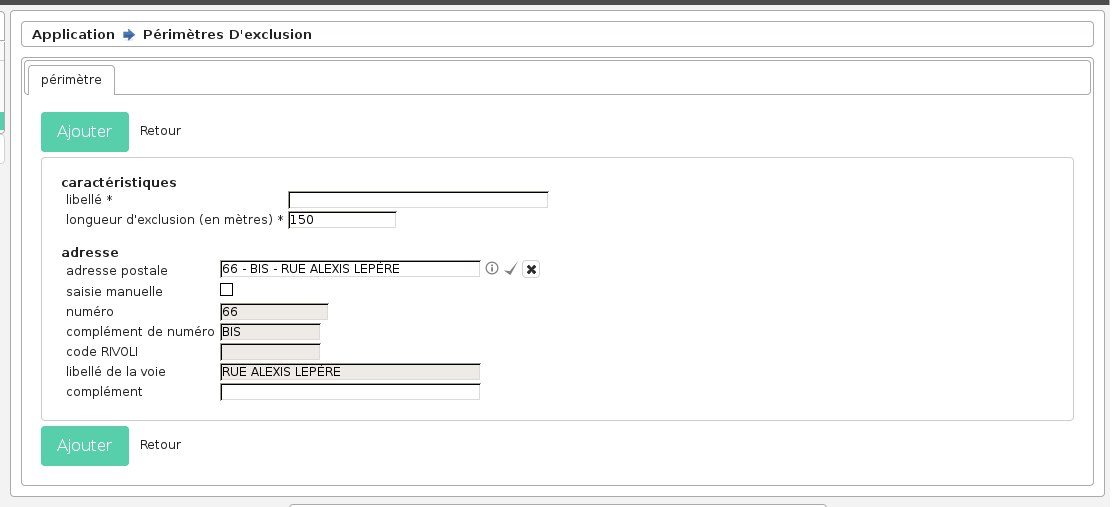 Application Périmètres D'exclusion
périmètre
Ajouter Retour
caractéristiques
libellé *
longueur d'exclusion (en mètres) * 150
adresse
adresse postale 66 - BIS - RUE ALEXIS LEPÈRE
saisie manuelle
numéro 66
complément de numéro BIS
code RIVOLI
libellé de la voie RUE ALEXIS LEPÈRE
complément
Ajouter Retour